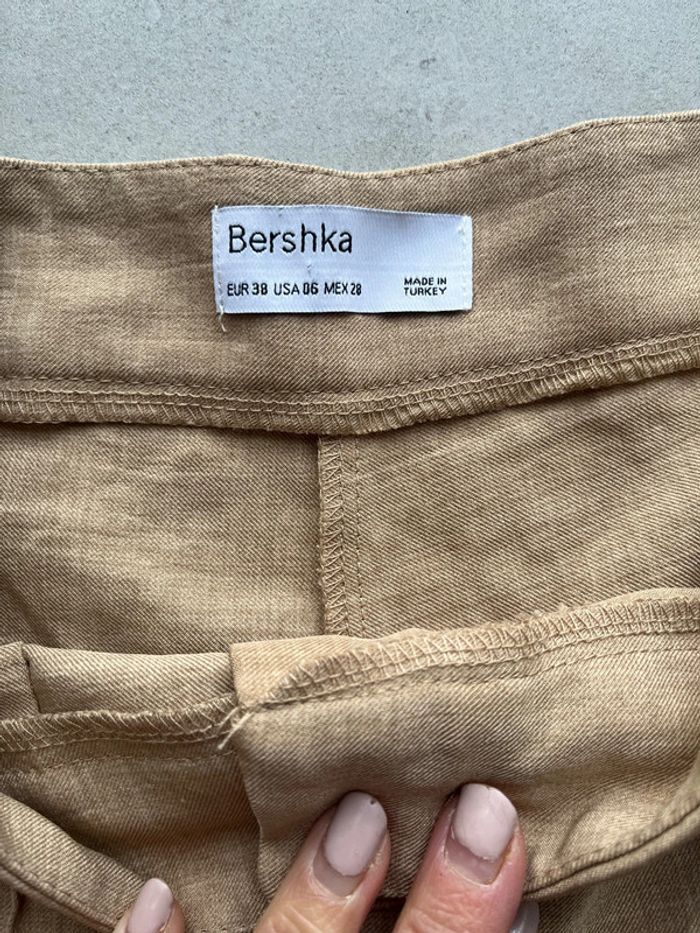 Bershka
EUR 38 USA 06 MEX 28
MADE IN
TURKEY